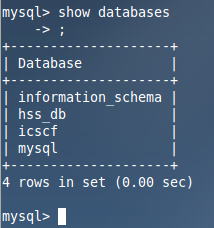 mysql> show databases
    -> ;
+--------------------+
| Database           |
+--------------------+
| information_schema |
| hss_db             |
| icscf              |
| mysql              |
+--------------------+
4 rows in set (0.00 sec)
mysql>